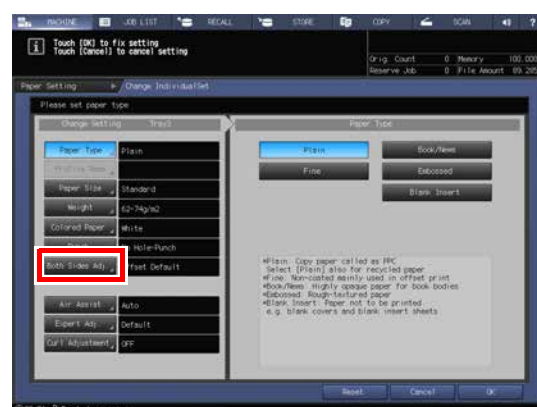 MACHINE JOB LIST RECALL STORE COPY SCAN
Touch [OK] to fix setting
Touch [Cancel] to cancel setting
Orig. Count 0 Memory 100.000
Reserve Job 0 File Amount
Paper Setting Change IndividualSet
Please set paper type
Change Setting Tray3
Paper Type
Paper Type Plain
Paper Size Standard
Weight 62-74g/m2
Colored Paper White
Hole-Punch
Both Sides Adj. Offset Default
Air Assist Auto
Expert Adj. Default
Curl Adjustment OFF
Plain Book/News
Fine Embossed
Blank Insert
*Plain: Copy paper called as PPC
Select [Plain] also for recycled paper
*Fine: Non-coated mainly used in offset print
*Book/News: Highly opaque paper for book bodies
*Embossed: Rough-textured paper
*Blank Insert: Paper not to be printed
e.g. blank covers and blank insert sheets
Reset Cancel OK